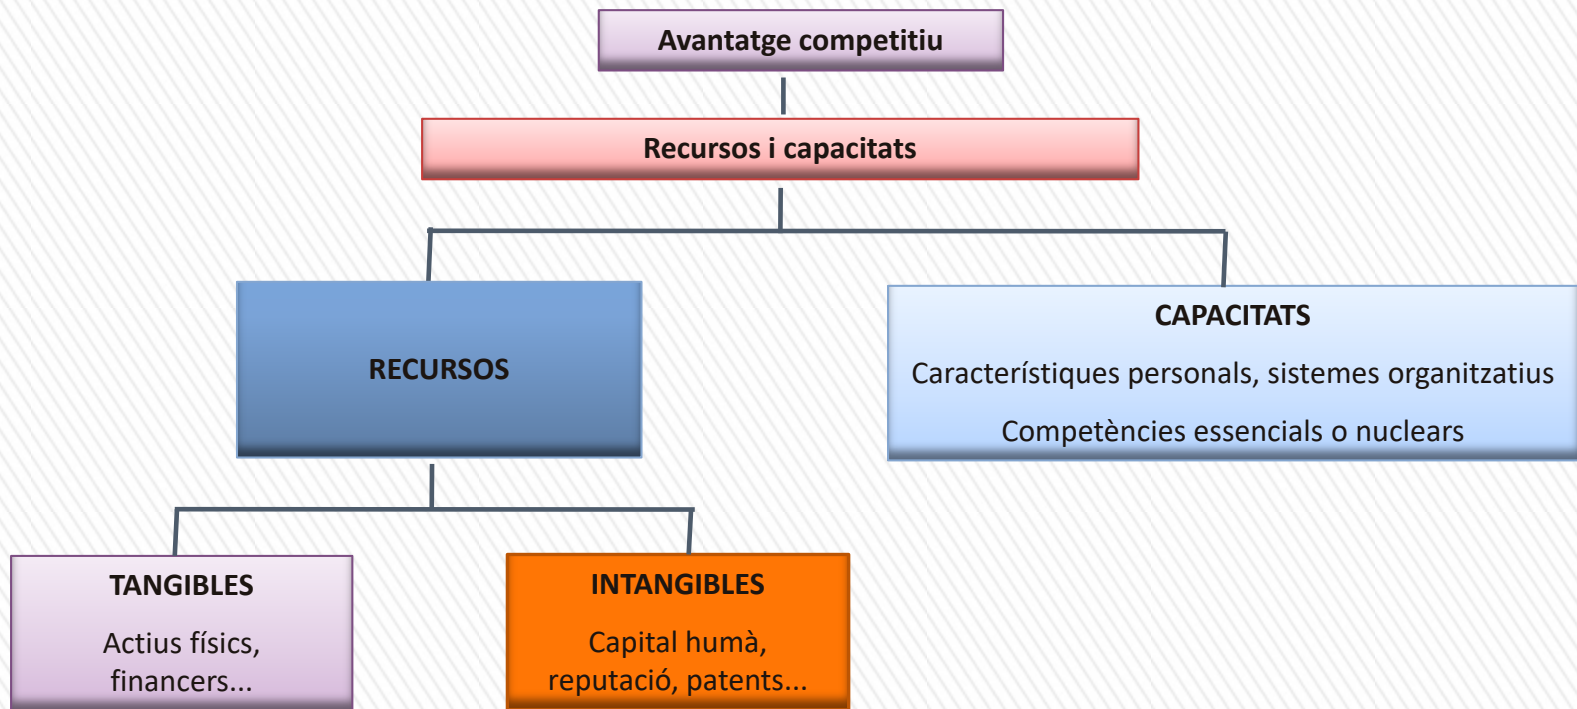 Avantatge competitiu
Recursos i capacitats
RECURSOS
CAPACITATS
Característiques personals, sistemes organitzatius
Competències essencials o nuclears
TANGIBLES
Actius físics,
financers...
INTANGIBLES
Capital humà,
reputació, patents...